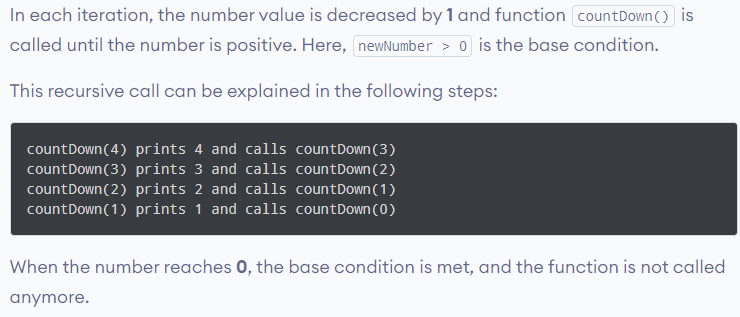 In each iteration, the number value is decreased by 1 and function countDown() is
called until the number is positive. Here, newNumber > 0 is the base condition.
This recursive call can be explained in the following steps:
countDown(4) prints 4 and calls countDown(3)
countDown(3) prints 3 and calls countDown(2)
countDown(2) prints 2 and calls countDown(1)
countDown(1) prints 1 and calls countDown(0)
When the number reaches 0, the base condition is met, and the function is not called
anymore.